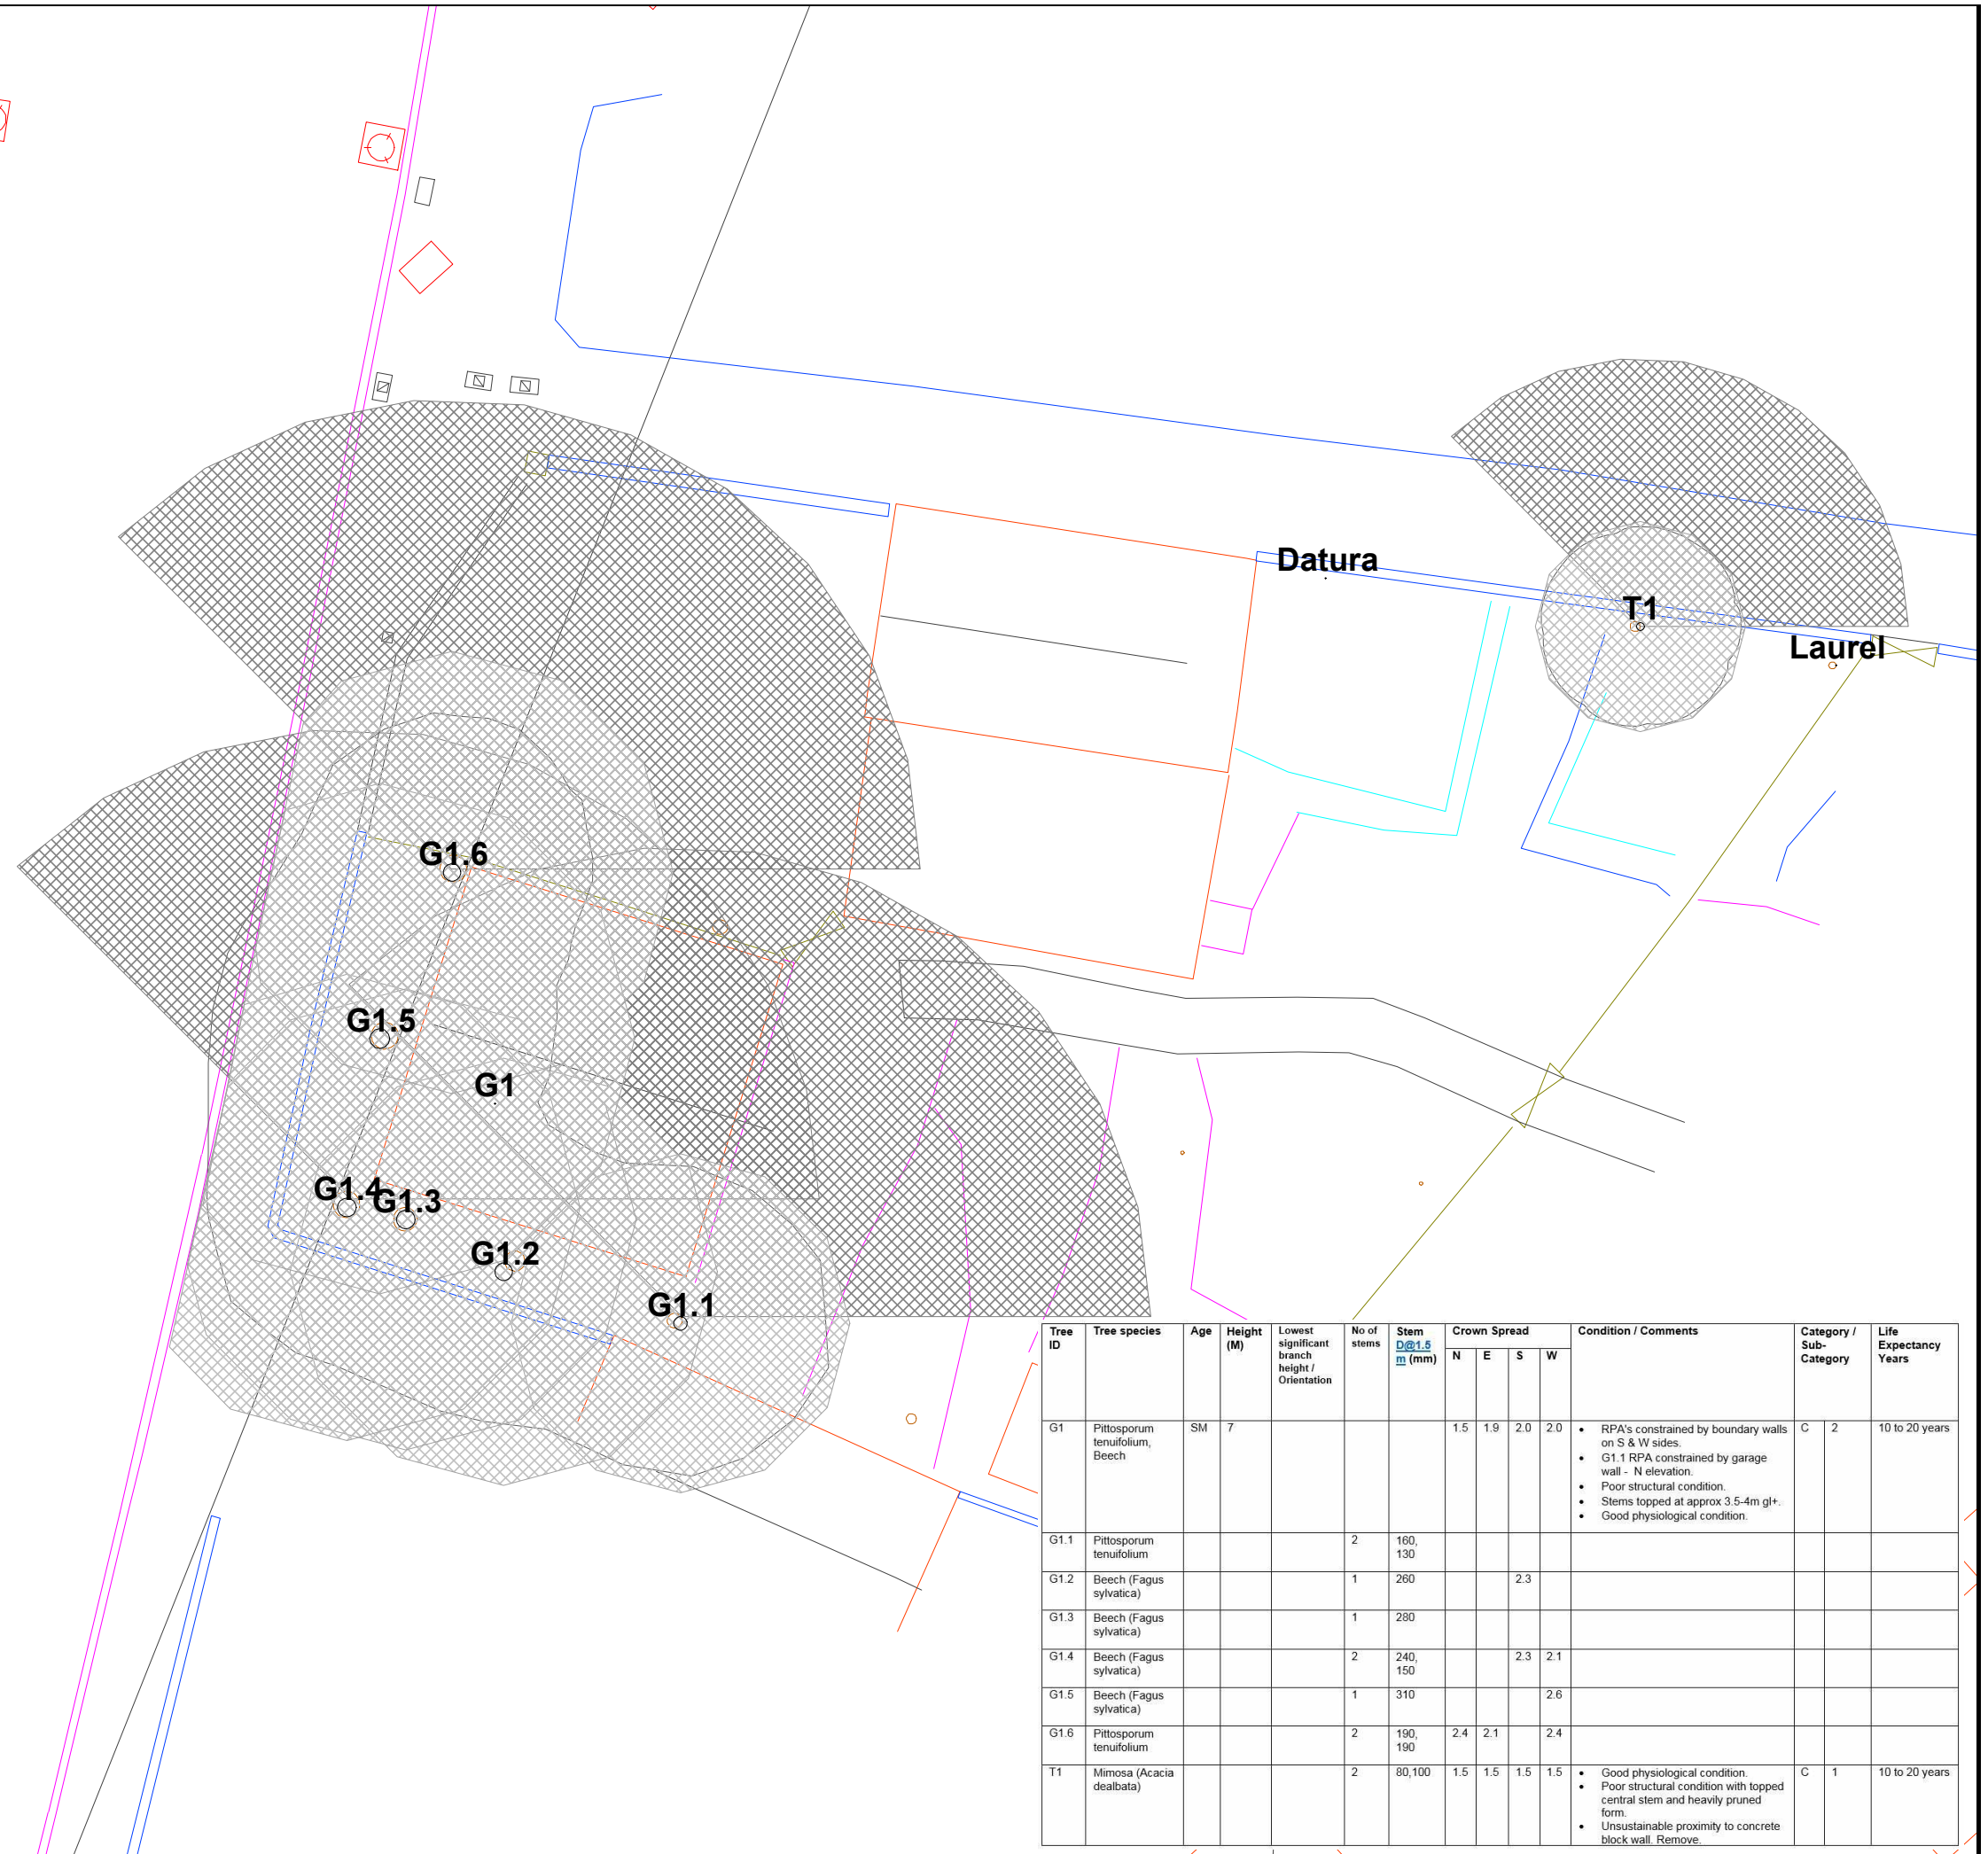 Datura
T1
Laurel
G1.6
G1.5
G1
G1.4
G1.3
G1.2
G1.1
Tree ID | Tree species | Age | Height (M) | Lowest significant branch height / Orientation | No of stems | Stem D@1.5 m (mm) | Crown Spread | Condition / Comments | Category / Sub-Category | Life Expectancy Years
N E S W
G1 | Pittosporum tenuifolium, Beech | SM | 7 | 1.5 | 1.9 | 2.0 | 2.0 | • RPA's constrained by boundary walls on S & W sides. | C | 2 | 10 to 20 years
• G1.1 RPA constrained by garage wall - N elevation.
• Poor structural condition.
• Stems topped at approx 3.5-4m gl+.
• Good physiological condition.
G1.1 | Pittosporum tenuifolium | 2 | 160, 130
G1.2 | Beech (Fagus sylvatica) | 1 | 260 | 2.3
G1.3 | Beech (Fagus sylvatica) | 1 | 280
G1.4 | Beech (Fagus sylvatica) | 2 | 240, 150 | 2.3 | 2.1
G1.5 | Beech (Fagus sylvatica) | 1 | 310 | 2.6
G1.6 | Pittosporum tenuifolium | 2 | 190, 190 | 2.4 | 2.1 | 2.4
T1 | Mimosa (Acacia dealbata) | 2 | 80,100 | 1.5 | 1.5 | 1.5 | 1.5 | • Good physiological condition. | C | 1 | 10 to 20 years
• Poor structural condition with topped central stem and heavily pruned form.
• Unsustainable proximity to concrete block wall. Remove.